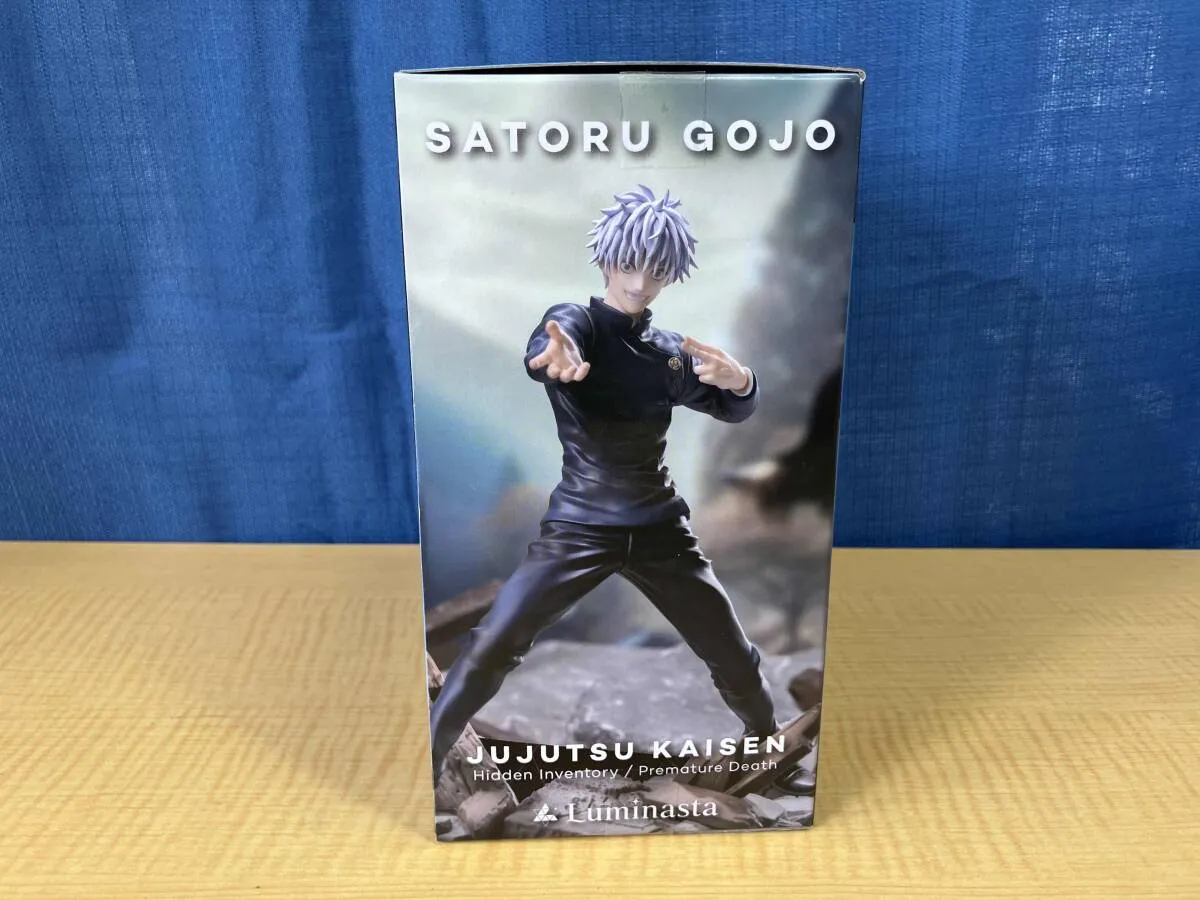 SATORU GOJO
JUJUTSU KAISEN
Hidden Inventory / Premature Death
Luminasta